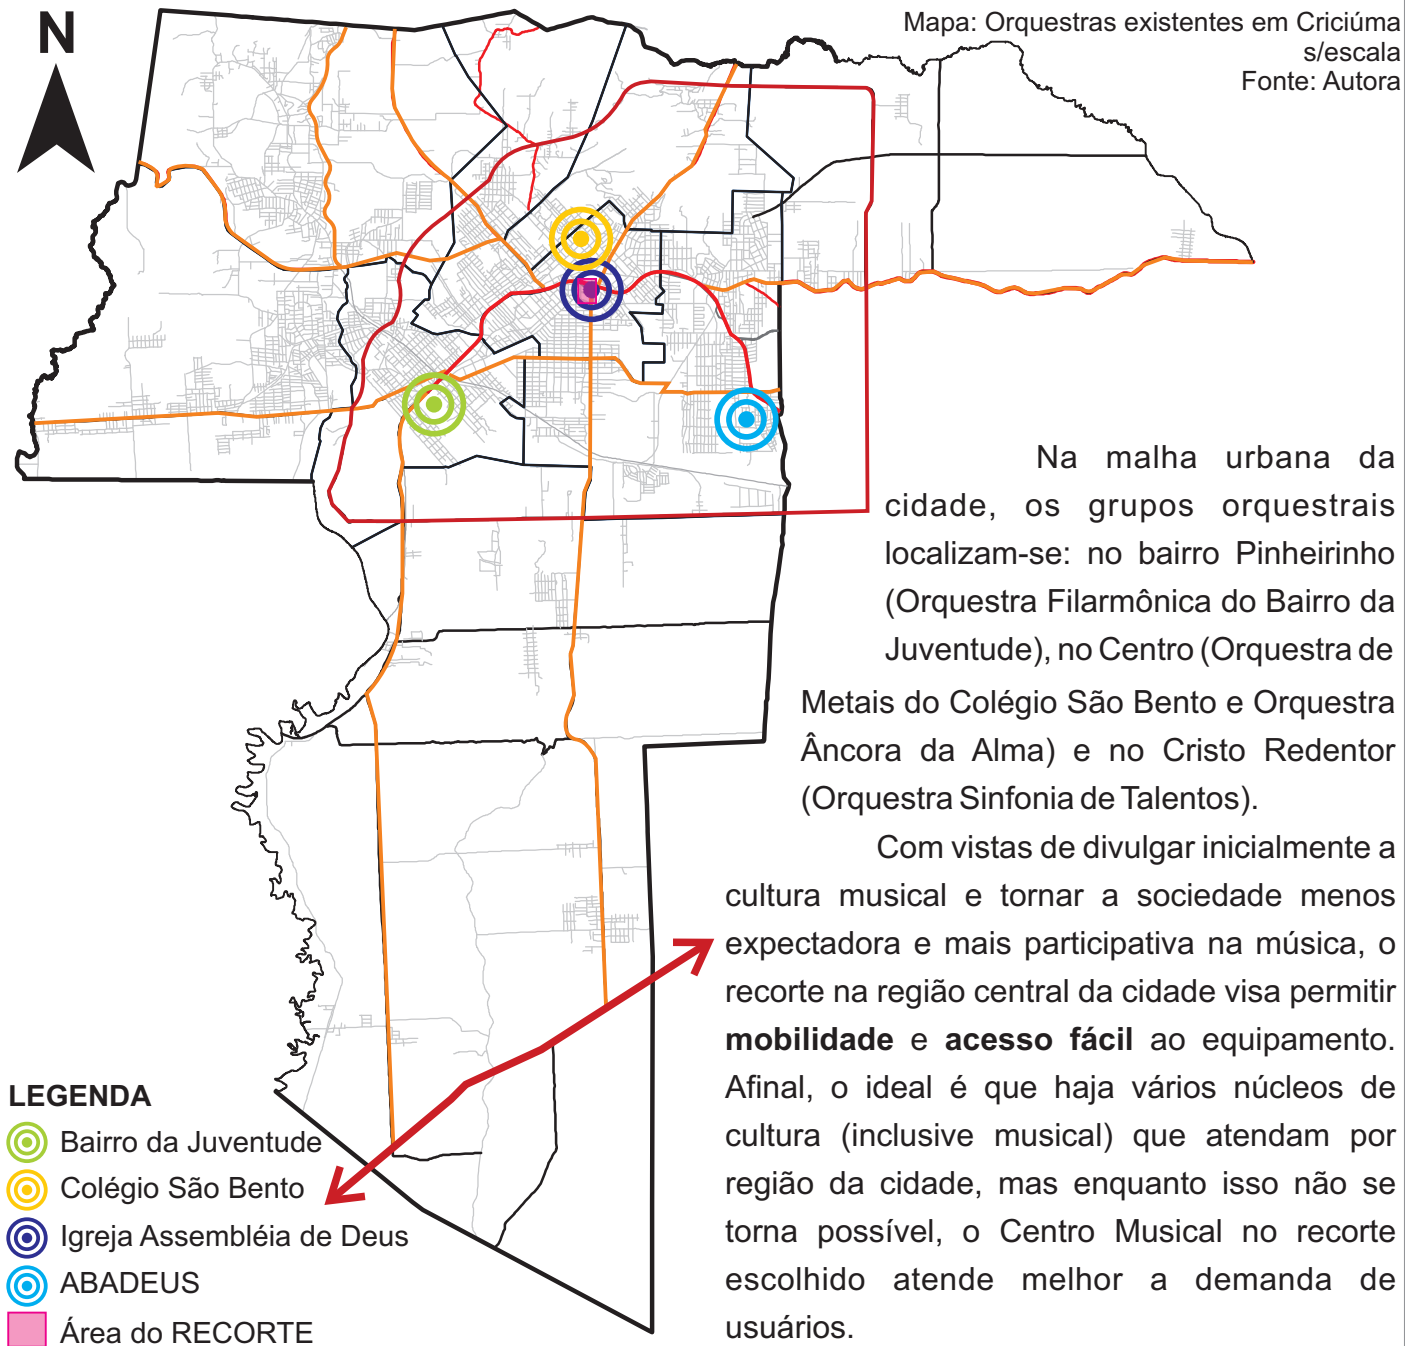 N
Mapa: Orquestras existentes em Criciúma
s/escala
Fonte: Autora
Na malha urbana da
cidade, os grupos orquestrais
localizam-se: no bairro Pinheirinho
(Orquestra Filarmônica do Bairro da
Juventude), no Centro (Orquestra de
Metais do Colégio São Bento e Orquestra
Âncora da Alma) e no Cristo Redentor
(Orquestra Sinfonia de Talentos).
Com vistas de divulgar inicialmente a
cultura musical e tornar a sociedade menos
expectadora e mais participativa na música, o
recorte na região central da cidade visa permitir
mobilidade e acesso fácil ao equipamento.
Afinal, o ideal é que haja vários núcleos de
cultura (inclusive musical) que atendam por
região da cidade, mas enquanto isso não se
torna possível, o Centro Musical no recorte
escolhido atende melhor a demanda de
usuários.
LEGENDA
Bairro da Juventude
Colégio São Bento
Igreja Assembléia de Deus
ABADEUS
Área do RECORTE